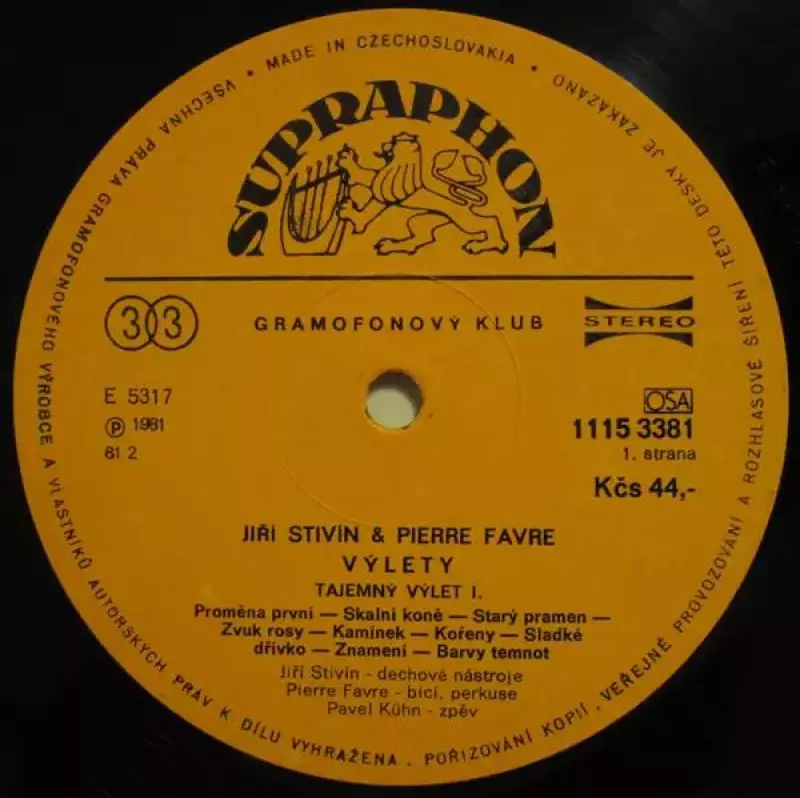 VŠECHNA PRÁVA GRAMOFONOVÉHO VÝROBCE A VLASTNÍKŮ AUTORSKÝCH PRÁV K DÍLU VYHRAŽENA. POŘIZOVÁNÍ KOPIÍ, VEŘEJNÉ PROVOZOVÁNÍ A ROZHLASOVÉ ŠÍŘENÍ TÉTO DESKY JE ZAKÁZÁNO
• MADE IN CZECHOSLOVAKIA •
SUPRAPHON
33
GRAMOFONOVÝ KLUB
STEREO
E 5317
OSA
Ⓟ 1981
1115 3381
81 2
1. strana
Kčs 44,-
JIŘÍ STIVÍN & PIERRE FAVRE
VÝLETY
TAJEMNÝ VÝLET I.
Proměna první — Skalní koně — Starý pramen —
Zvuk rosy — Kamínek — Kořeny — Sladké
dřívko — Znamení — Barvy temnot
Jiří Stivín - dechové nástroje
Pierre Favre - bicí, perkuse
Pavel Kühn - zpěv